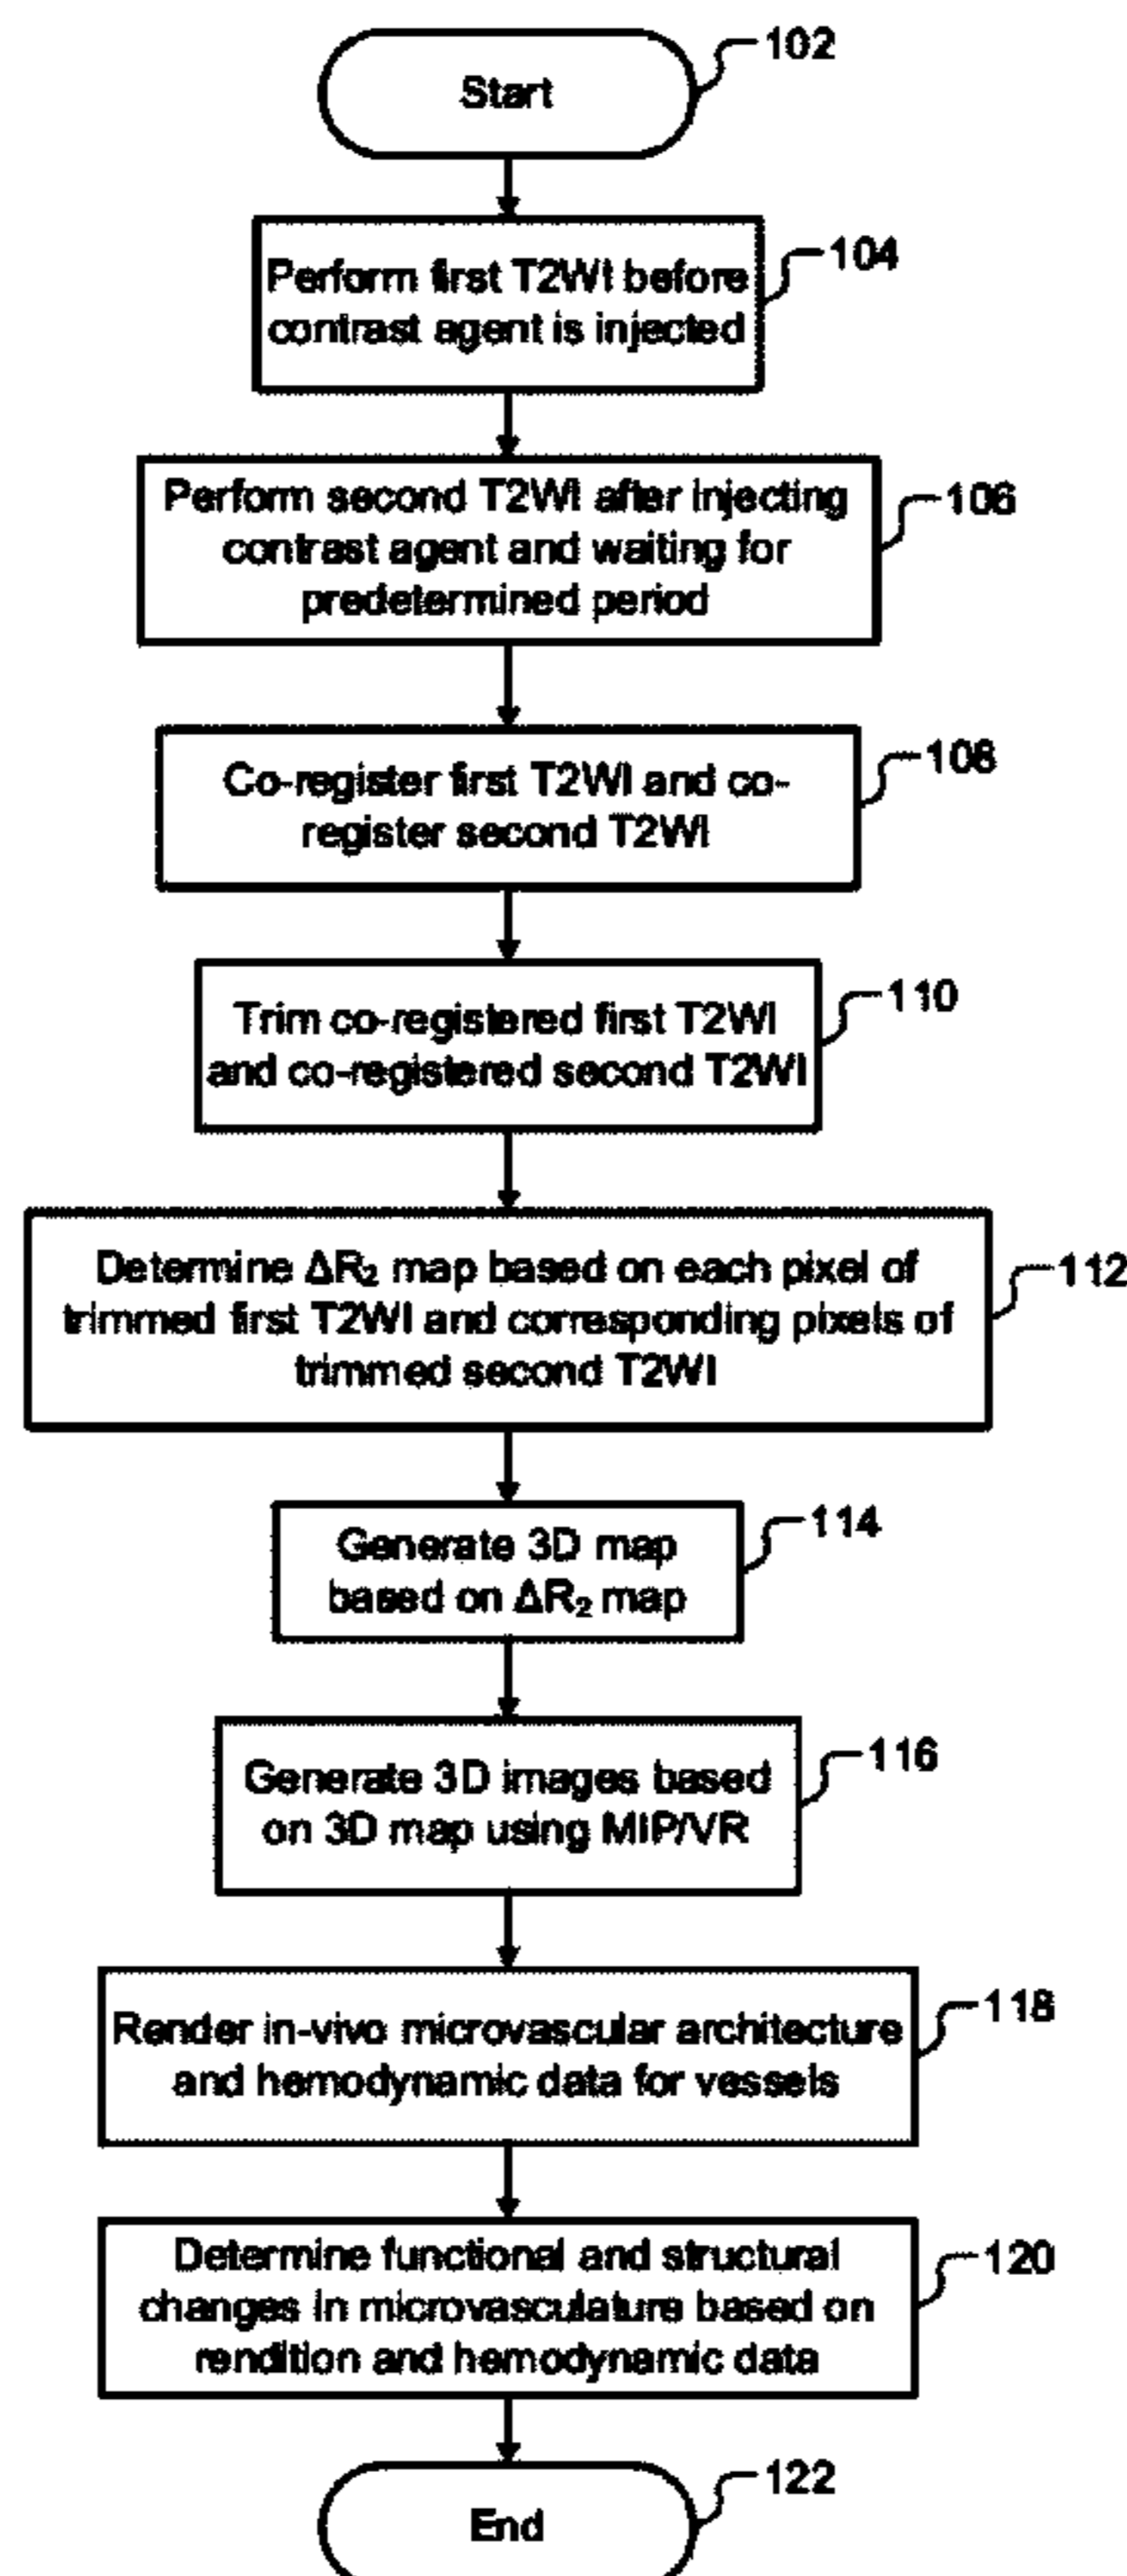 Start
102
Perform first T2WI before
contrast agent is injected
104
Perform second T2WI after injecting
contrast agent and waiting for
predetermined period
106
Co-register first T2WI and co-
register second T2WI
108
Trim co-registered first T2WI
and co-registered second T2WI
110
Determine ΔR₂ map based on each pixel of
trimmed first T2WI and corresponding pixels of
trimmed second T2WI
112
Generate 3D map
based on ΔR₂ map
114
Generate 3D images based
on 3D map using MIP/VR
116
Render in-vivo microvascular architecture
and hemodynamic data for vessels
118
Determine functional and structural
changes in microvasculature based on
rendition and hemodynamic data
120
End
122